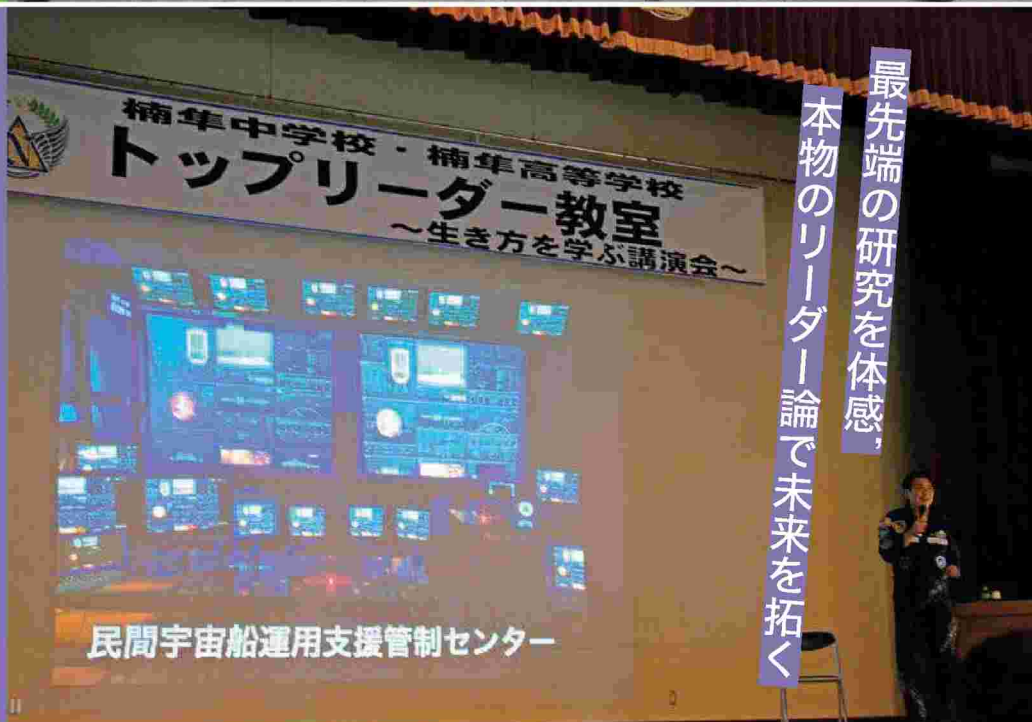 楠隼中学校・楠隼高等学校
トップリーダー教室
～生き方を学ぶ講演会～
最先端の研究を体感,
本物のリーダー論で未来を拓く
民間宇宙船運用支援管制センター